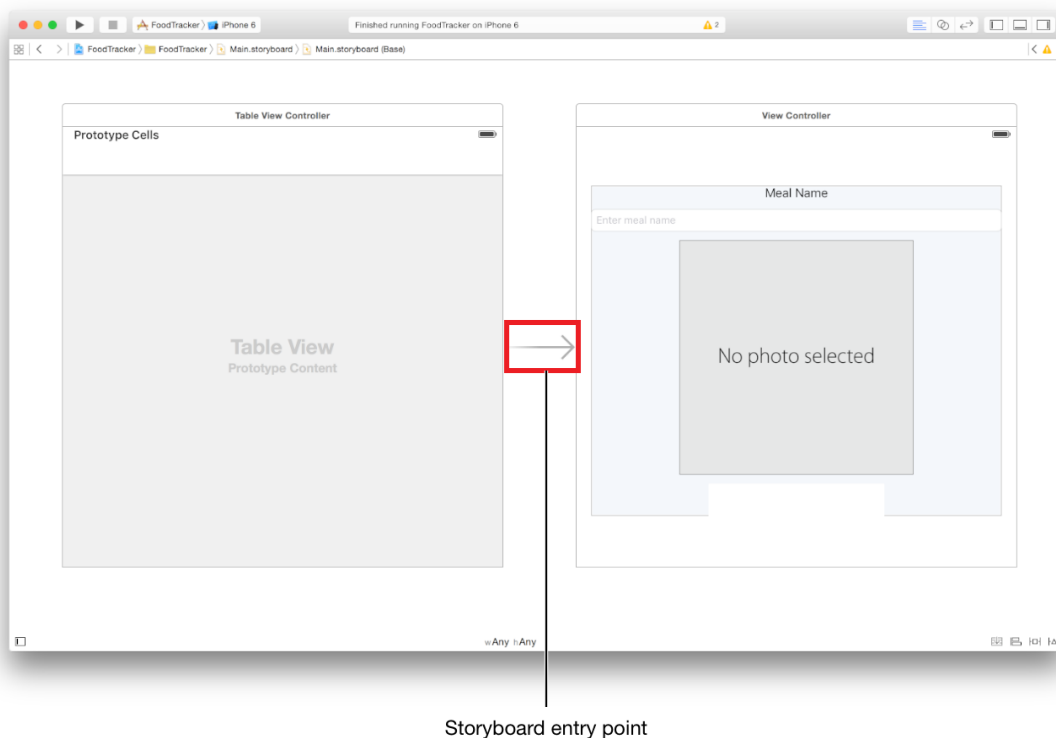 FoodTracker iPhone 6 Finished running FoodTracker on iPhone 6 2
FoodTracker FoodTracker Main.storyboard Main.storyboard (Base)
Table View Controller
Prototype Cells
Table View
Prototype Content
View Controller
Meal Name
Enter meal name
No photo selected
wAny hAny
Storyboard entry point